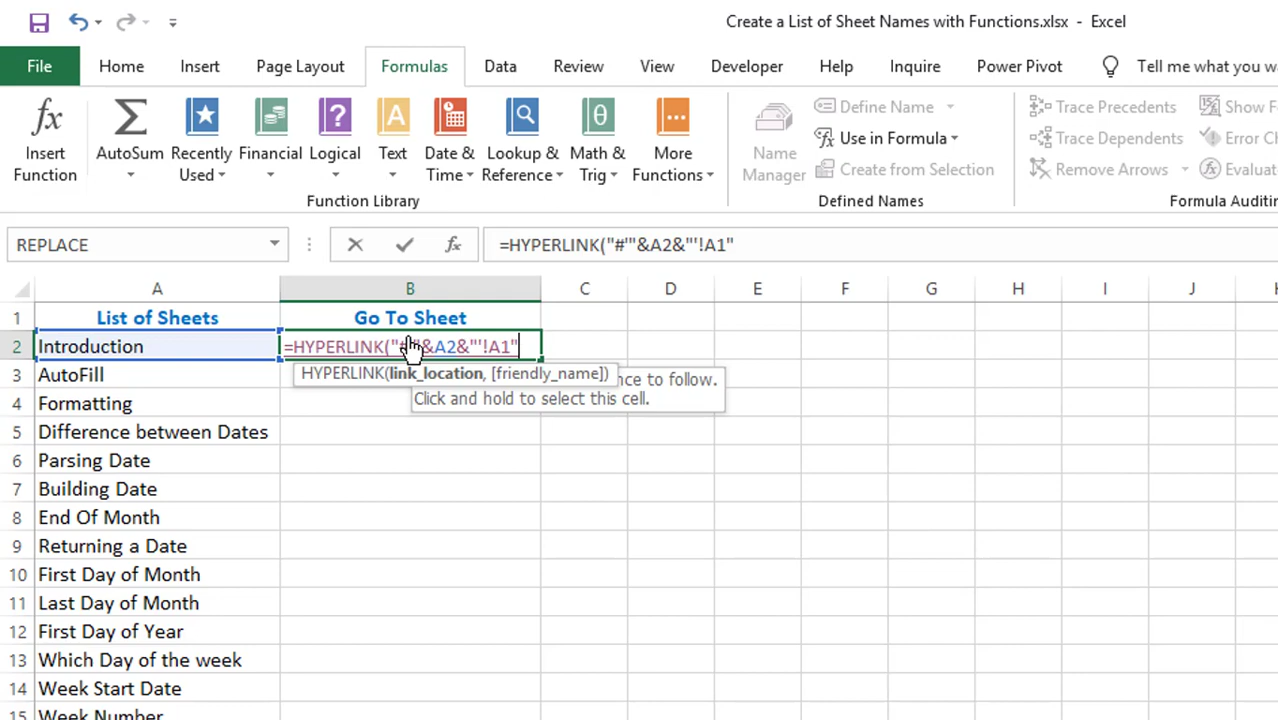 Create a List of Sheet Names with Functions.xlsx - Excel
File Home Insert Page Layout Formulas Data Review View Developer Help Inquire Power Pivot Tell me what you wa
fx Insert Function
AutoSum
Recently Used
Financial
Logical
Text
Date & Time
Lookup & Reference
Math & Trig
More Functions
Function Library
Name Manager
Define Name
Use in Formula
Create from Selection
Defined Names
Trace Precedents
Trace Dependents
Remove Arrows
Show F
Error C
Evaluat
Formula Auditin
REPLACE fx =HYPERLINK("#'"&A2&"'!A1"
A B C D E F G H I J
1 List of Sheets Go To Sheet
2 Introduction =HYPERLINK("#'"&A2&"'!A1"
HYPERLINK(link_location, [friendly_name])
nce to follow.
Click and hold to select this cell.
3 AutoFill
4 Formatting
5 Difference between Dates
6 Parsing Date
7 Building Date
8 End Of Month
9 Returning a Date
10 First Day of Month
11 Last Day of Month
12 First Day of Year
13 Which Day of the week
14 Week Start Date
15 Week Number